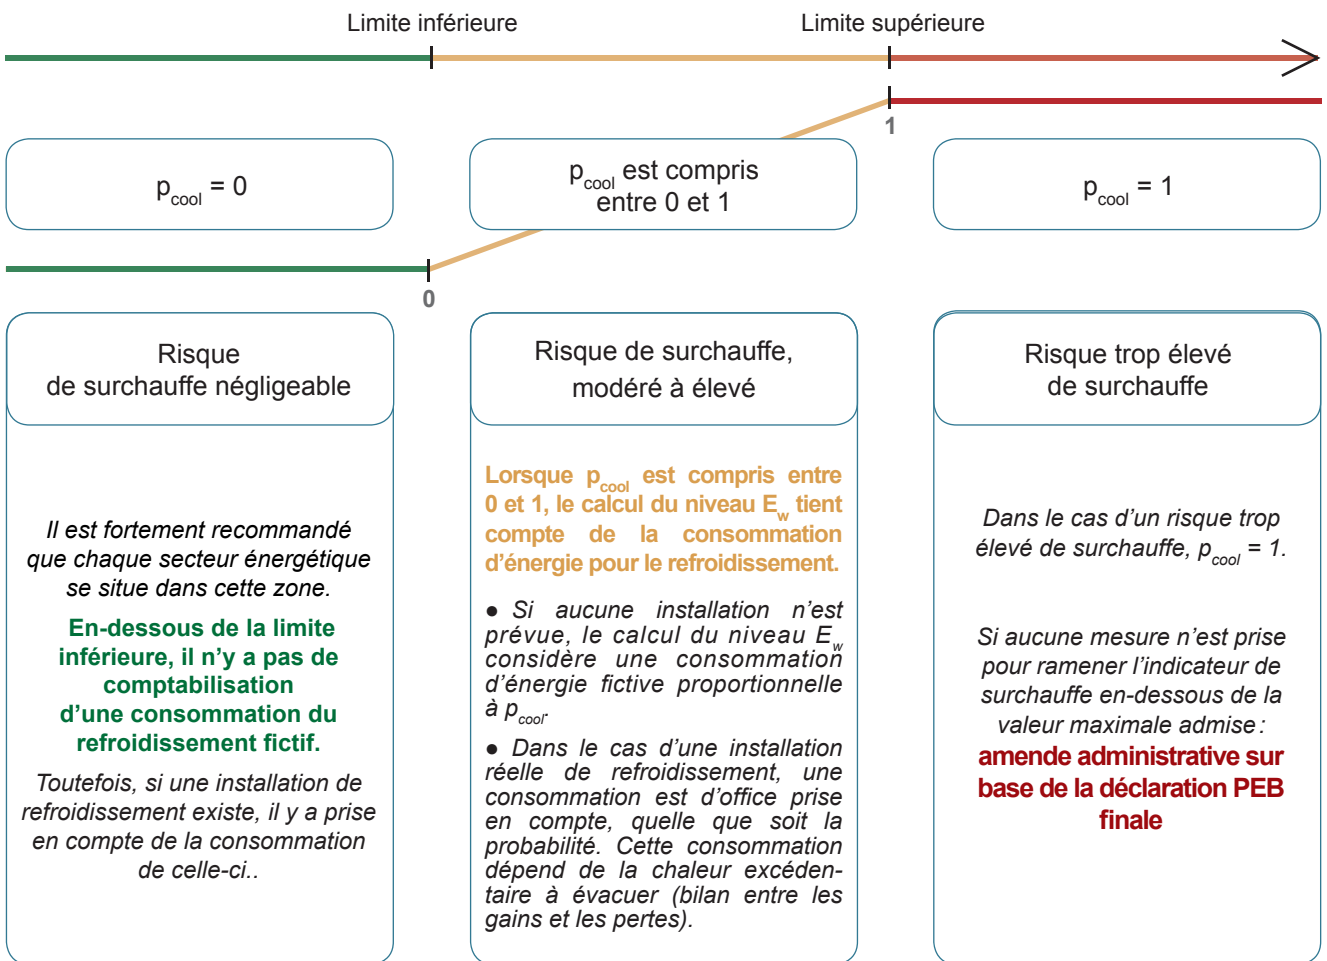 Limite inférieure
Limite supérieure
1
p_cool = 0
p_cool est compris
entre 0 et 1
p_cool = 1
0
Risque
de surchauffe négligeable
Il est fortement recommandé
que chaque secteur énergétique
se situe dans cette zone.
En-dessous de la limite
inférieure, il n’y a pas de
comptabilisation
d’une consommation du
refroidissement fictif.
Toutefois, si une installation de
refroidissement existe, il y a prise
en compte de la consommation
de celle-ci..
Risque de surchauffe,
modéré à élevé
Lorsque p_cool est compris entre
0 et 1, le calcul du niveau E_w tient
compte de la consommation
d’énergie pour le refroidissement.
● Si aucune installation n’est
prévue, le calcul du niveau E_w
considère une consommation
d’énergie fictive proportionnelle
à p_cool.
● Dans le cas d’une installation
réelle de refroidissement, une
consommation est d’office prise
en compte, quelle que soit la
probabilité. Cette consommation
dépend de la chaleur excéden-
taire à évacuer (bilan entre les
gains et les pertes).
Risque trop élevé
de surchauffe
Dans le cas d’un risque trop
élevé de surchauffe, p_cool = 1.
Si aucune mesure n’est prise
pour ramener l’indicateur de
surchauffe en-dessous de la
valeur maximale admise :
amende administrative sur
base de la déclaration PEB
finale